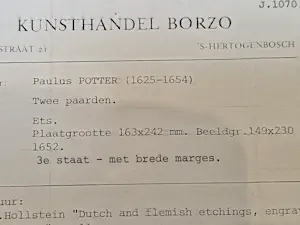 J.1070
KUNSTHANDEL BORZO
STRAAT 21 'S-HERTOGENBOSCH
Paulus POTTER (1625-1654)
Twee paarden.
Ets.
Plaatgrootte 163x242 mm. Beeldgr.149x230
1652.
3e staat - met brede marges.
uur:
.Hollstein "Dutch and flemish etchings, engrav